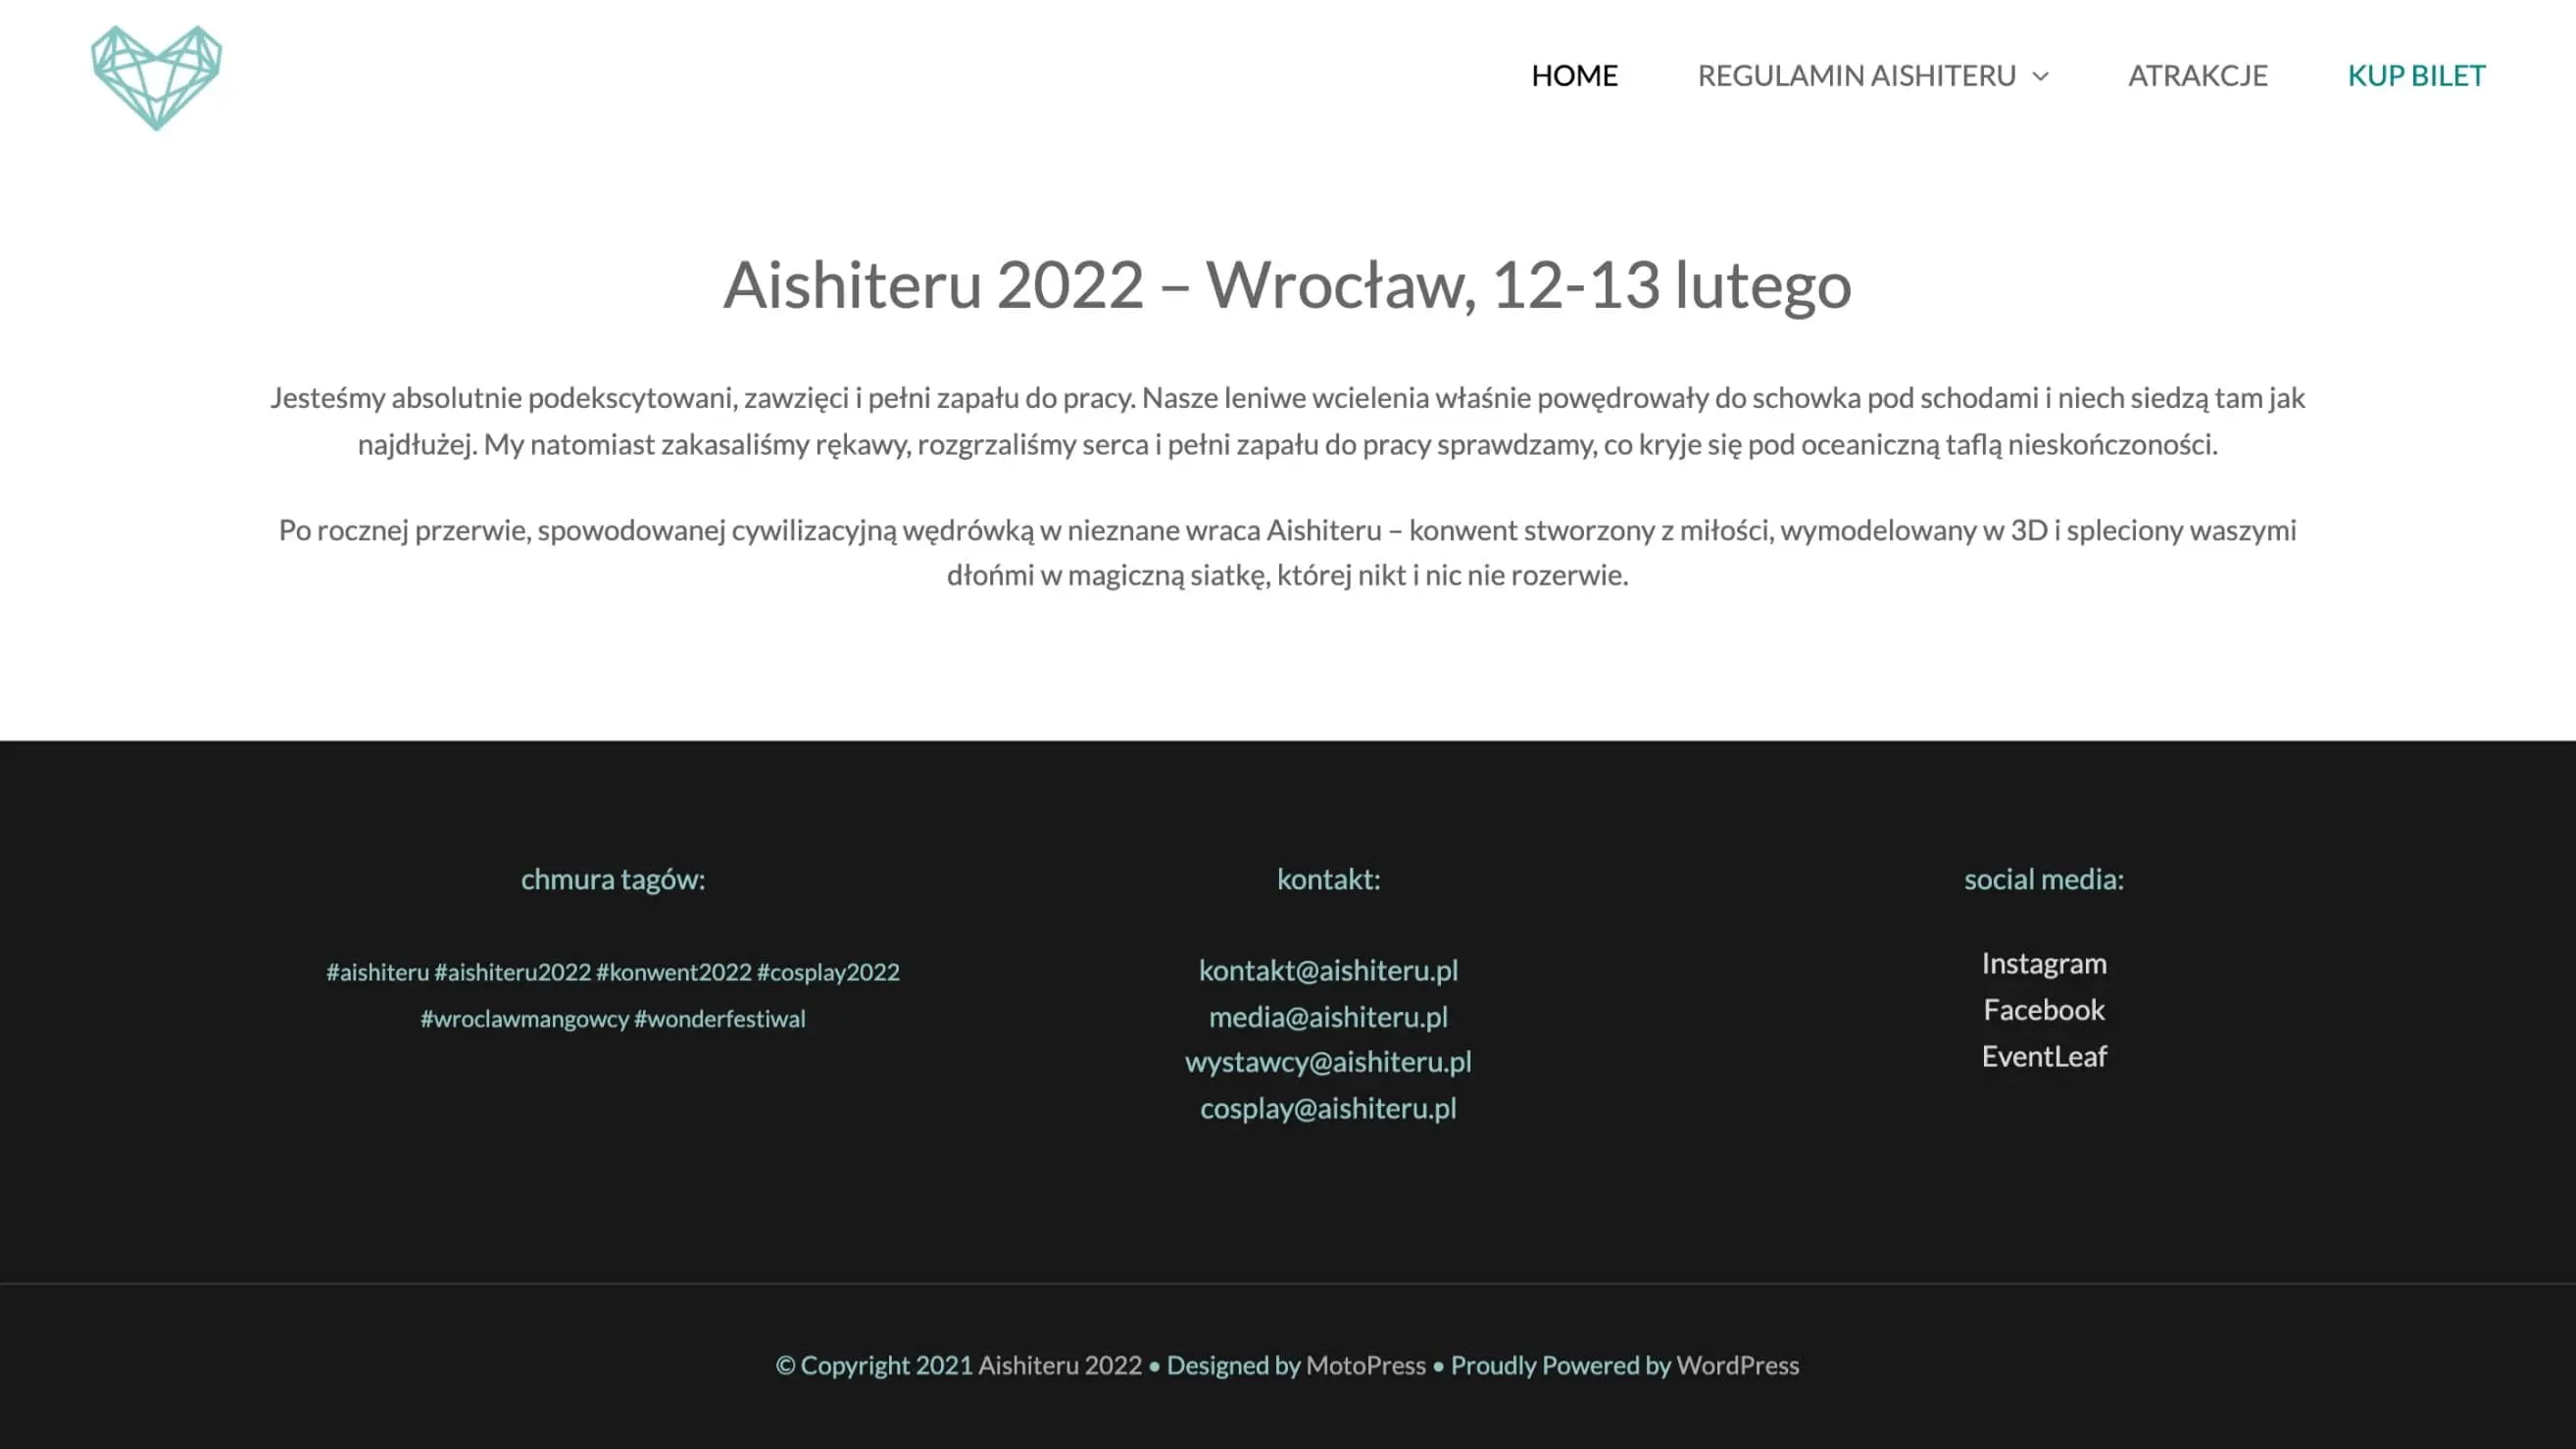 HOME REGULAMIN AISHITERU ATRAKCJE KUP BILET
Aishiteru 2022 – Wrocław, 12-13 lutego
Jesteśmy absolutnie podekscytowani, zawzięci i pełni zapału do pracy. Nasze leniwe wcielenia właśnie powędrowały do schowka pod schodami i niech siedzą tam jak
najdłużej. My natomiast zakasaliśmy rękawy, rozgrzaliśmy serca i pełni zapału do pracy sprawdzamy, co kryje się pod oceaniczną taflą nieskończoności.
Po rocznej przerwie, spowodowanej cywilizacyjną wędrówką w nieznane wraca Aishiteru – konwent stworzony z miłości, wymodelowany w 3D i spleciony waszymi
dłońmi w magiczną siatkę, której nikt i nic nie rozerwie.
chmura tagów:
#aishiteru #aishiteru2022 #konwent2022 #cosplay2022
#wroclawmangowcy #wonderfestiwal
kontakt:
kontakt@aishiteru.pl
media@aishiteru.pl
wystawcy@aishiteru.pl
cosplay@aishiteru.pl
social media:
Instagram
Facebook
EventLeaf
© Copyright 2021 Aishiteru 2022 • Designed by MotoPress • Proudly Powered by WordPress